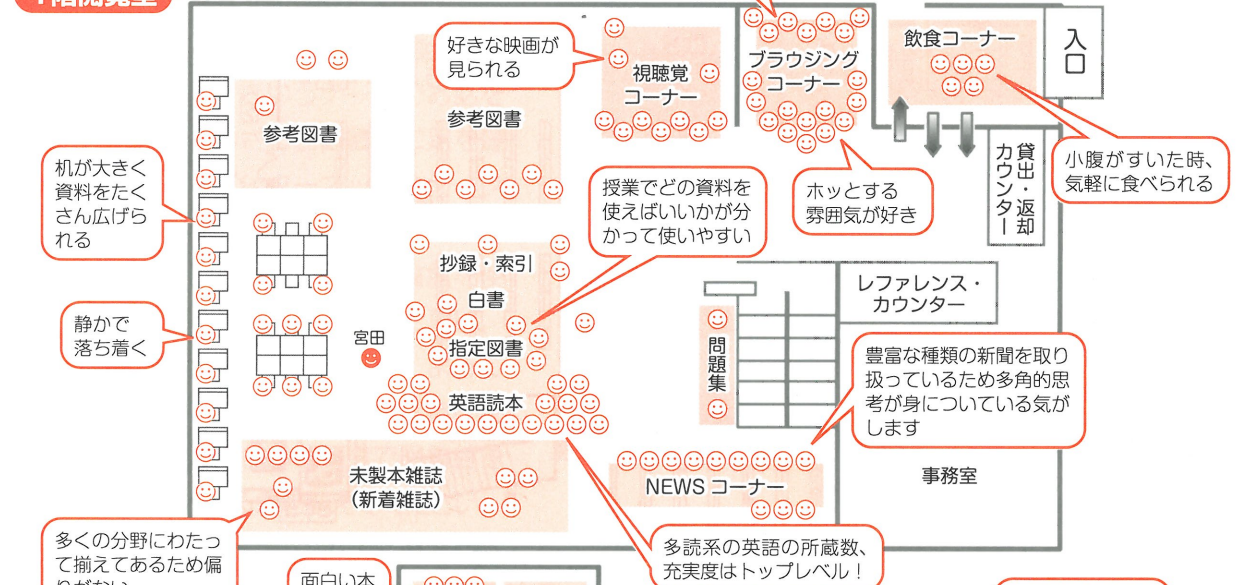 1階閲覧室
好きな映画が
見られる
視聴覚
コーナー
ブラウジング
コーナー
飲食コーナー
入口
参考図書
参考図書
机が大きく
資料をたく
さん広げら
れる
授業でどの資料を
使えばいいかが分
かって使いやすい
ホッとする
雰囲気が好き
貸出・返却
カウンター
小腹がすいた時、
気軽に食べられる
抄録・索引
白書
指定図書
英語読本
レファレンス・
カウンター
静かで
落ち着く
宮田
問題集
豊富な種類の新聞を取り
扱っているため多角的思
考が身についている気が
します
未製本雑誌
（新着雑誌）
NEWS コーナー
事務室
多くの分野にわたっ
て揃えてあるため偏
りがない
多読系の英語の所蔵数、
充実度はトップレベル！
面白い本